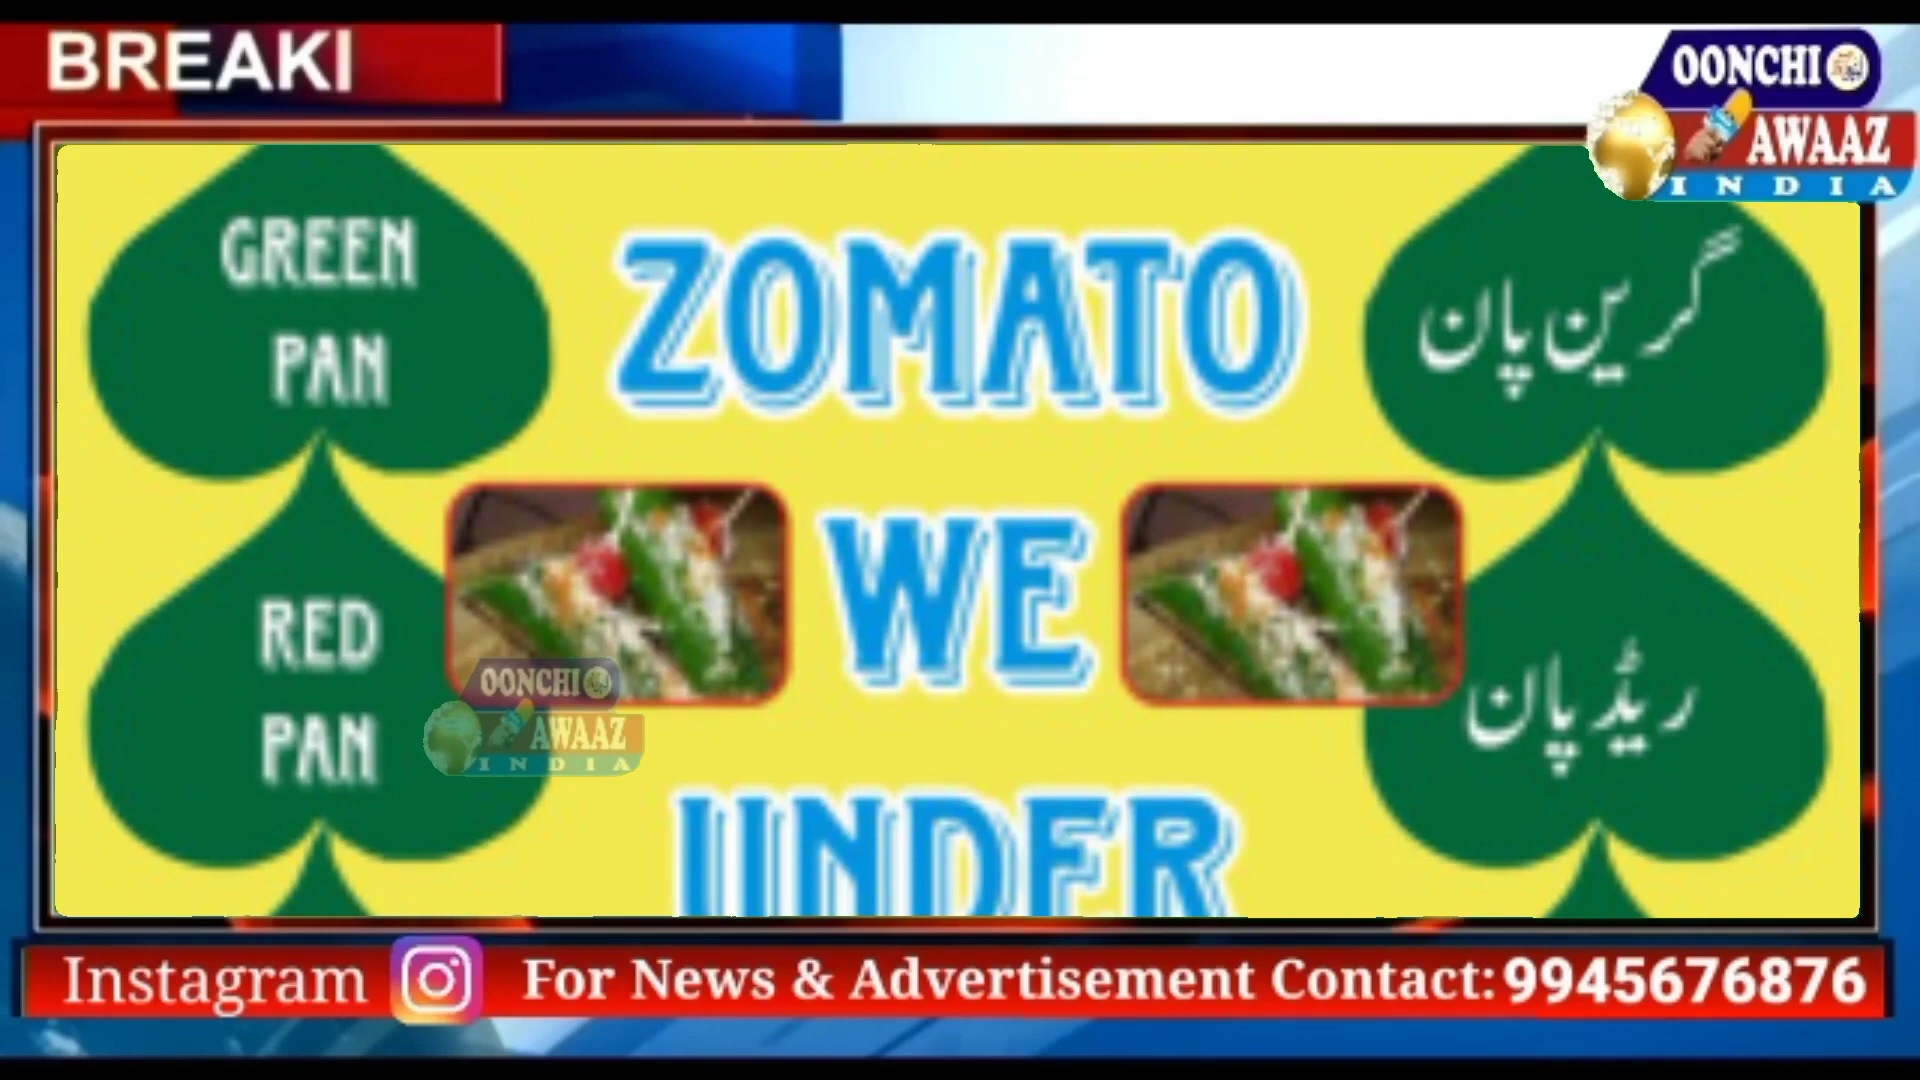 BREAKI
OONCHI
AWAAZ
INDIA
GREEN
PAN
ZOMATO
گرین پان
WE
RED
PAN
ریڈ پان
OONCHI
AWAAZ
INDIA
UNDER
Instagram
For News & Advertisement Contact: 9945676876